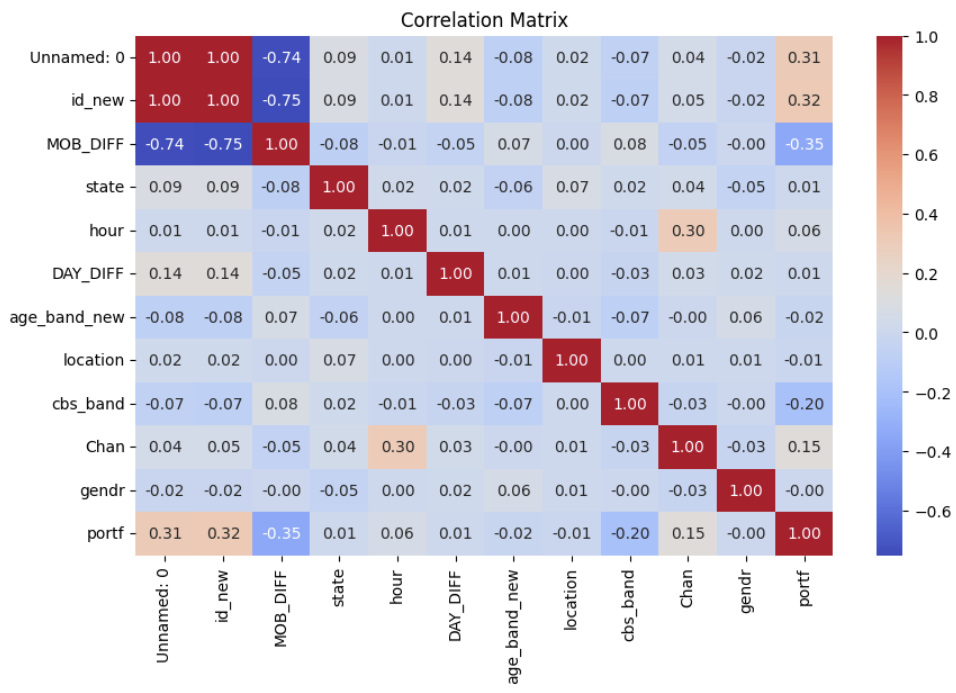 Correlation Matrix
Unnamed: 0 1.00 1.00 -0.74 0.09 0.01 0.14 -0.08 0.02 -0.07 0.04 -0.02 0.31
id_new 1.00 1.00 -0.75 0.09 0.01 0.14 -0.08 0.02 -0.07 0.05 -0.02 0.32
MOB_DIFF -0.74 -0.75 1.00 -0.08 -0.01 -0.05 0.07 0.00 0.08 -0.05 -0.00 -0.35
state 0.09 0.09 -0.08 1.00 0.02 0.02 -0.06 0.07 0.02 0.04 -0.05 0.01
hour 0.01 0.01 -0.01 0.02 1.00 0.01 0.00 0.00 -0.01 0.30 0.00 0.06
DAY_DIFF 0.14 0.14 -0.05 0.02 0.01 1.00 0.01 0.00 -0.03 0.03 0.02 0.01
age_band_new -0.08 -0.08 0.07 -0.06 0.00 0.01 1.00 -0.01 -0.07 -0.00 0.06 -0.02
location 0.02 0.02 0.00 0.07 0.00 0.00 -0.01 1.00 0.00 0.01 0.01 -0.01
cbs_band -0.07 -0.07 0.08 0.02 -0.01 -0.03 -0.07 0.00 1.00 -0.03 -0.00 -0.20
Chan 0.04 0.05 -0.05 0.04 0.30 0.03 -0.00 0.01 -0.03 1.00 -0.03 0.15
gendr -0.02 -0.02 -0.00 -0.05 0.00 0.02 0.06 0.01 -0.00 -0.03 1.00 -0.00
portf 0.31 0.32 -0.35 0.01 0.06 0.01 -0.02 -0.01 -0.20 0.15 -0.00 1.00
Unnamed: 0
id_new
MOB_DIFF
state
hour
DAY_DIFF
age_band_new
location
cbs_band
Chan
gendr
portf
1.0
0.8
0.6
0.4
0.2
0.0
−0.2
−0.4
−0.6